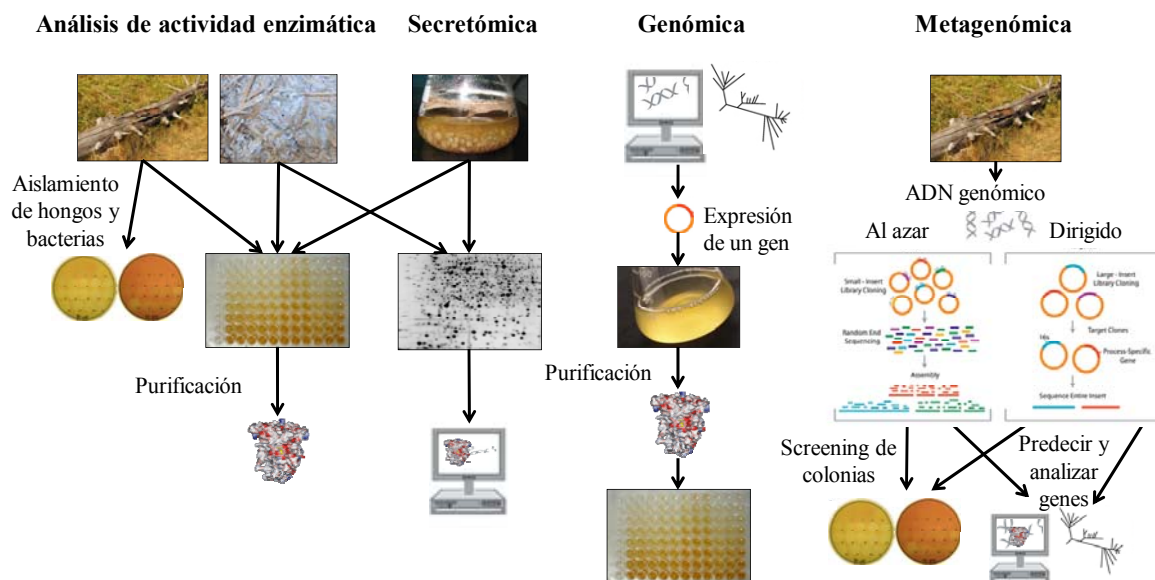 Análisis de actividad enzimática
Secretómica
Genómica
Metagenómica
Aislamiento
de hongos y
bacterias
Purificación
Expresión
de un gen
Purificación
ADN genómico
Al azar
Dirigido
Small - Insert
Library Cloning
Random End
Sequencing
Assembly
Large - Insert
Library Cloning
Target Clones
Process-Specific
Gene
Sequence Entire Insert
Screening de
colonias
Predecir y
analizar
genes